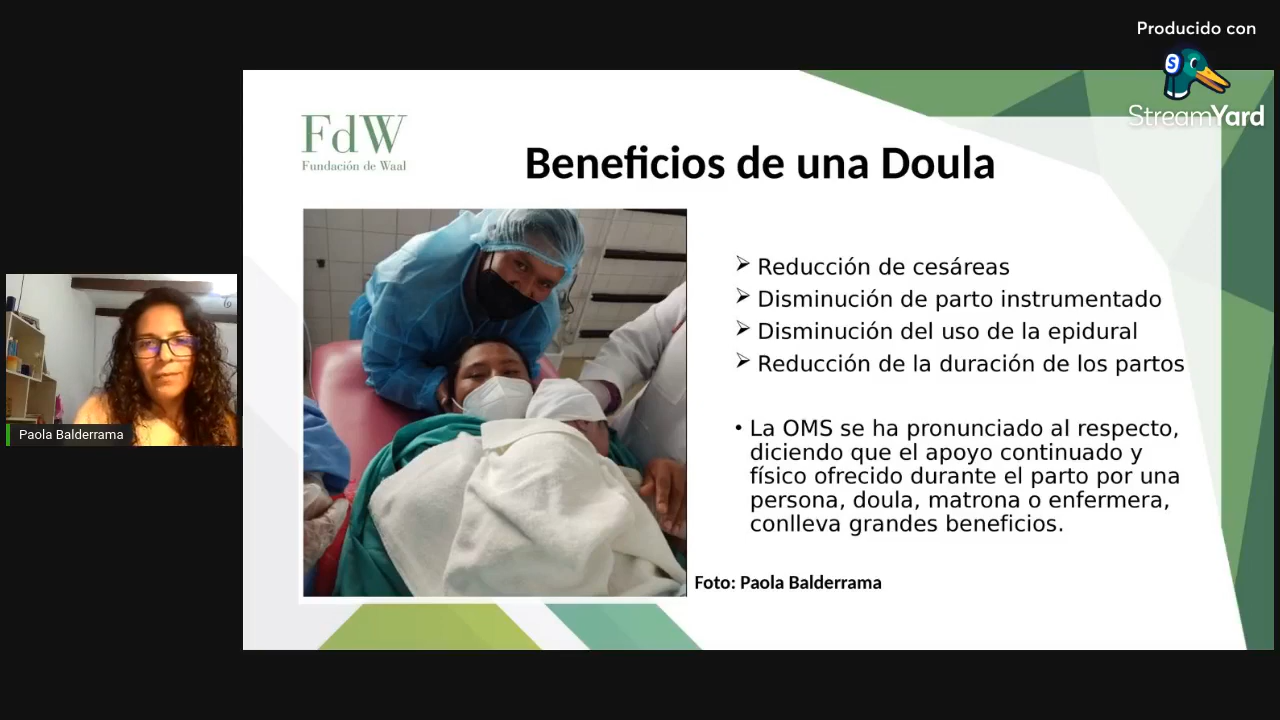 Producido con
StreamYard
FdW
Fundación de Waal
Beneficios de una Doula
Reducción de cesáreas
Disminución de parto instrumentado
Disminución del uso de la epidural
Reducción de la duración de los partos
• La OMS se ha pronunciado al respecto,
diciendo que el apoyo continuado y
físico ofrecido durante el parto por una
persona, doula, matrona o enfermera,
conlleva grandes beneficios.
Foto: Paola Balderrama
Paola Balderrama